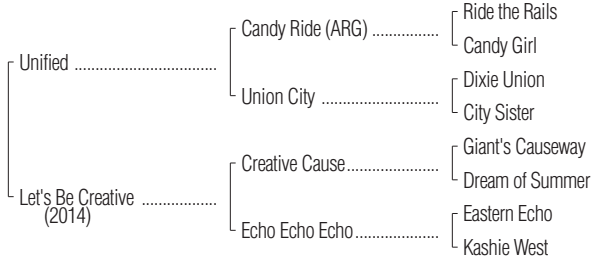 Ride the Rails
Candy Ride (ARG) ................
Candy Girl
Unified ..................................
Dixie Union
Union City ............................
City Sister
Giant's Causeway
Creative Cause......................
Dream of Summer
Let's Be Creative ..................
(2014)
Eastern Echo
Echo Echo Echo....................
Kashie West